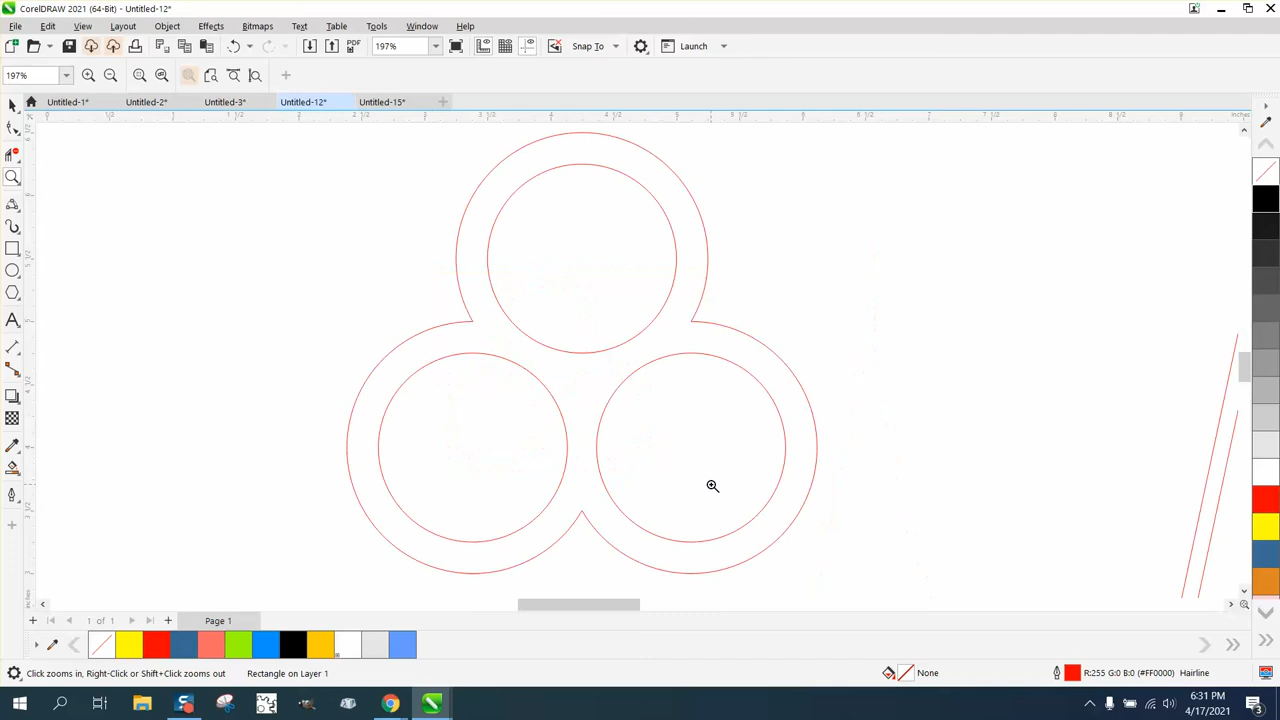 CorelDRAW 2021 (64-Bit) - Untitled-12*
File Edit View Layout Object Effects Bitmaps Text Table Tools Window Help
197% Snap To Launch
197%
Untitled-1* Untitled-2* Untitled-3* Untitled-12* Untitled-15*
inches
inches
1 of 1 Page 1
Click zooms in, Right-Click or Shift+Click zooms out Rectangle on Layer 1 None R:255 G:0 B:0 (#FF0000) Hairline
6:31 PM
4/17/2021
3